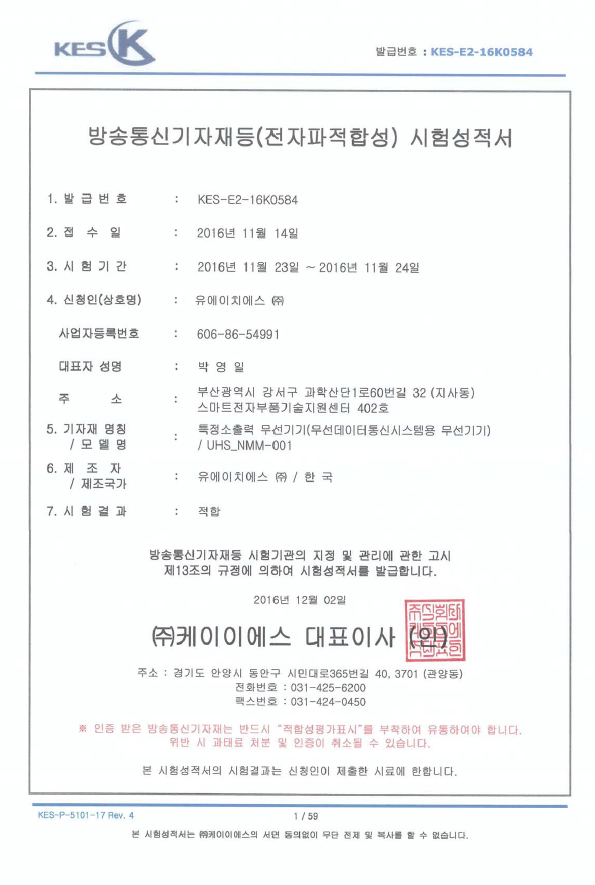 KES
발급번호 : KES-E2-16K0584
방송통신기자재등(전자파적합성) 시험성적서
1. 발 급 번 호 : KES-E2-16K0584
2. 접 수 일 : 2016년 11월 14일
3. 시 험 기 간 : 2016년 11월 23일 ~ 2016년 11월 24일
4. 신청인(상호명) : 유에이치에스 ㈜
사업자등록번호 : 606-86-54991
대표자 성명 : 박 영 일
주 소 : 부산광역시 강서구 과학산단1로60번길 32 (지사동)
스마트전자부품기술지원센터 402호
5. 기자재 명칭 / 모 델 명 : 특정소출력 무선기기(무선데이터통신시스템용 무선기기)
/ UHS_NMM-001
6. 제 조 자 / 제조국가 : 유에이치에스 ㈜ / 한 국
7. 시 험 결 과 : 적합
방송통신기자재등 시험기관의 지정 및 관리에 관한 고시
제13조의 규정에 의하여 시험성적서를 발급합니다.
2016년 12월 02일
㈜케이이에스 대표이사 (인)
주소 : 경기도 안양시 동안구 시민대로365번길 40, 3701 (관양동)
전화번호 : 031-425-6200
팩스번호 : 031-424-0450
※ 인증 받은 방송통신기자재는 반드시 "적합성평가표시"를 부착하여 유통하여야 합니다.
위반 시 과태료 처분 및 인증이 취소될 수 있습니다.
본 시험성적서의 시험결과는 신청인이 제출한 시료에 한합니다.
KES-P-5101-17 Rev. 4
1 / 59
본 시험성적서는 ㈜케이이에스의 서면 동의없이 무단 전제 및 복사를 할 수 없습니다.